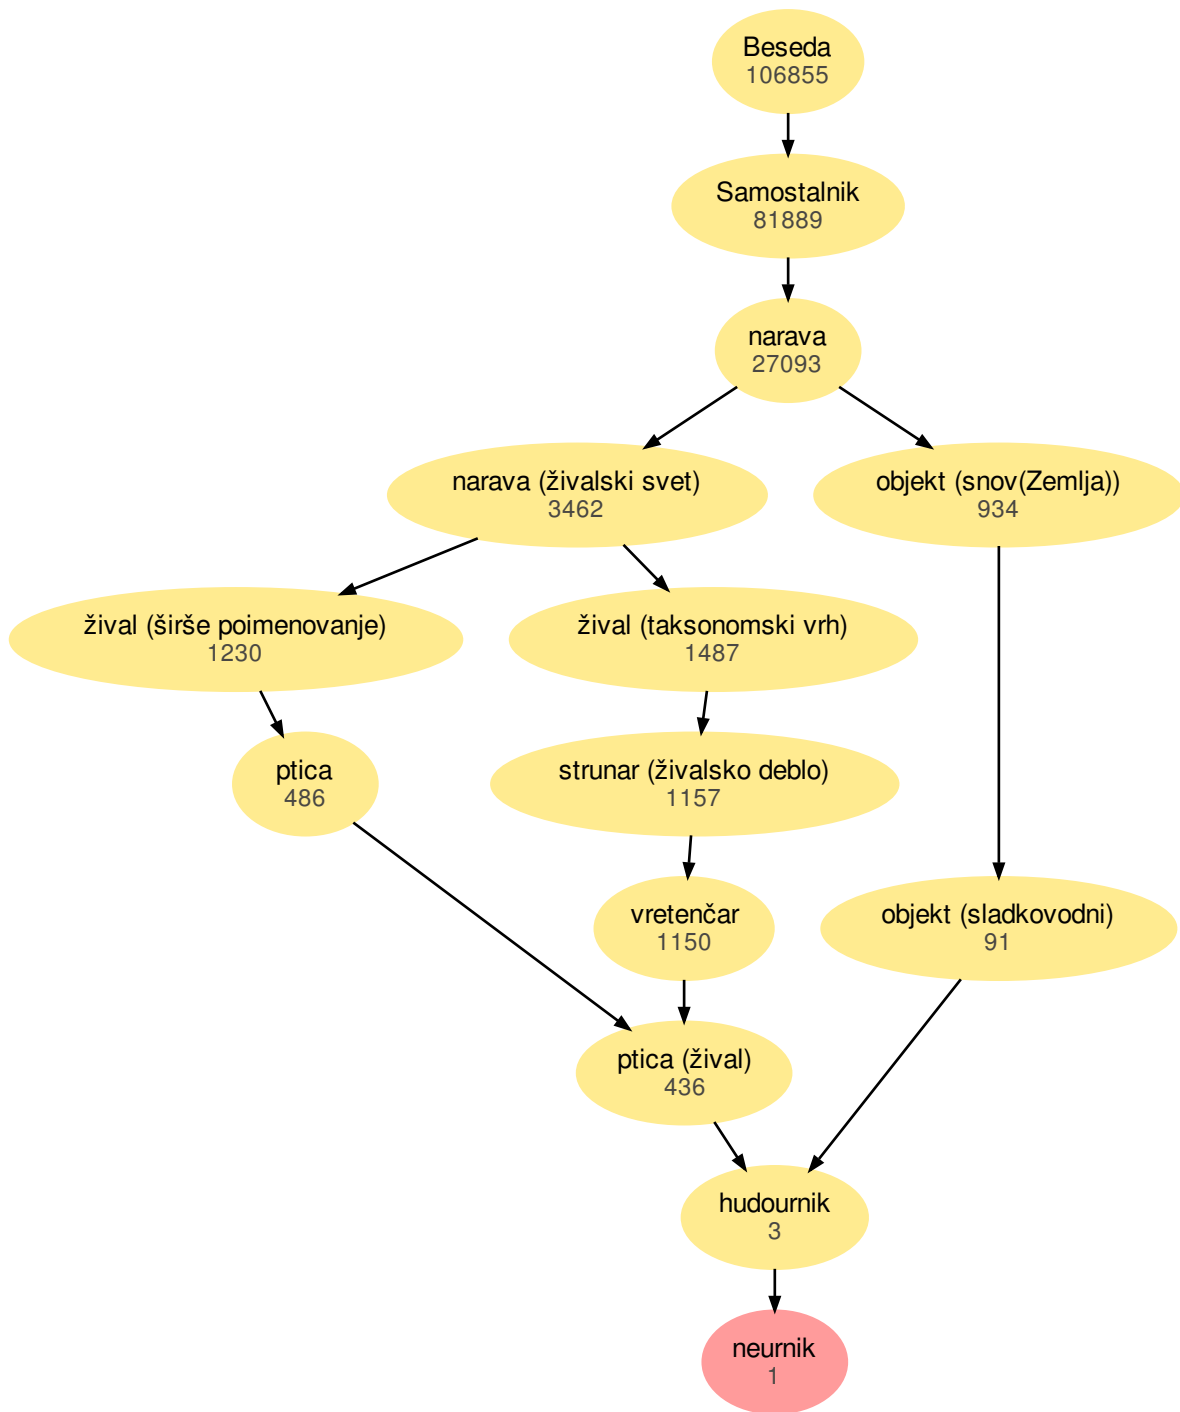 Beseda
106855
Samostalnik
81889
narava
27093
narava (živalski svet)
3462
objekt (snov(Zemlja))
934
žival (širše poimenovanje)
1230
žival (taksonomski vrh)
1487
ptica
486
strunar (živalsko deblo)
1157
vretenčar
1150
objekt (sladkovodni)
91
ptica (žival)
436
hudournik
3
neurnik
1